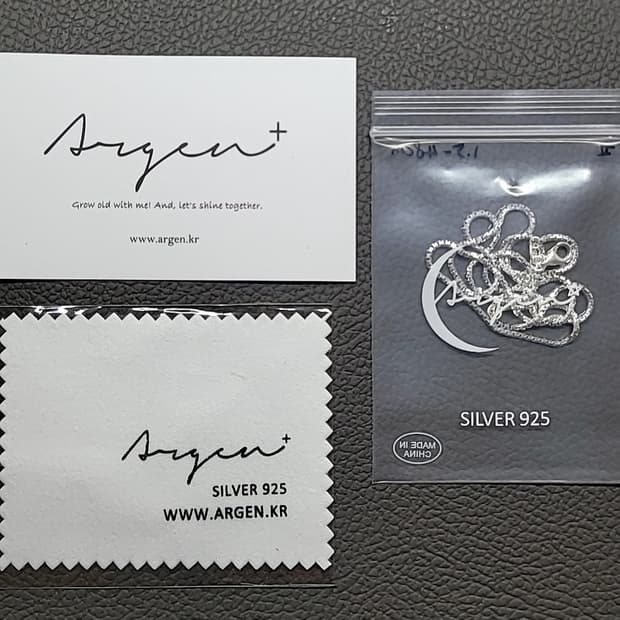 Argen+
Grow old with me! And, let's shine together.
www.argen.kr
Argen+
SILVER 925
WWW.ARGEN.KR
Argen
SILVER 925
MADE IN
CHINA